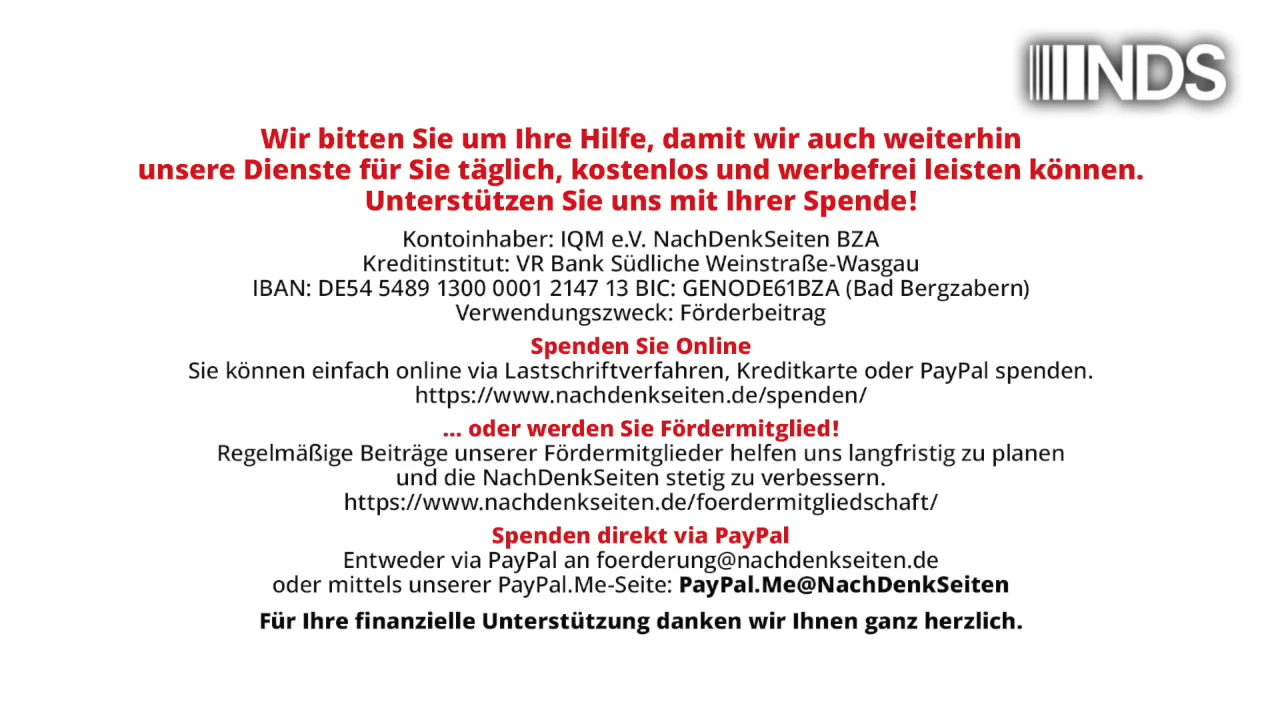 NDS
Wir bitten Sie um Ihre Hilfe, damit wir auch weiterhin
unsere Dienste für Sie täglich, kostenlos und werbefrei leisten können.
Unterstützen Sie uns mit Ihrer Spende!
Kontoinhaber: IQM e.V. NachDenkSeiten BZA
Kreditinstitut: VR Bank Südliche Weinstraße-Wasgau
IBAN: DE54 5489 1300 0001 2147 13 BIC: GENODE61BZA (Bad Bergzabern)
Verwendungszweck: Förderbeitrag
Spenden Sie Online
Sie können einfach online via Lastschriftverfahren, Kreditkarte oder PayPal spenden.
https://www.nachdenkseiten.de/spenden/
... oder werden Sie Fördermitglied!
Regelmäßige Beiträge unserer Fördermitglieder helfen uns langfristig zu planen
und die NachDenkSeiten stetig zu verbessern.
https://www.nachdenkseiten.de/foerdermitgliedschaft/
Spenden direkt via PayPal
Entweder via PayPal an foerderung@nachdenkseiten.de
oder mittels unserer PayPal.Me-Seite: PayPal.Me@NachDenkSeiten
Für Ihre finanzielle Unterstützung danken wir Ihnen ganz herzlich.